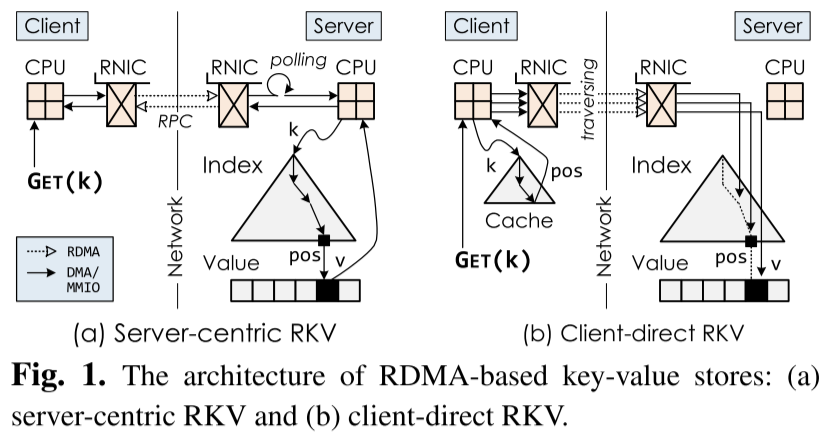 Client
Server
CPU
RNIC
RNIC
polling
CPU
RPC
k
GET(k)
Index
Network
RDMA
DMA/
MMIO
pos
v
Value
(a) Server-centric RKV
Client
Server
CPU
RNIC
traversing
RNIC
CPU
k
pos
Cache
GET(k)
Index
Network
pos
v
Value
(b) Client-direct RKV
Fig. 1. The architecture of RDMA-based key-value stores: (a)
server-centric RKV and (b) client-direct RKV.